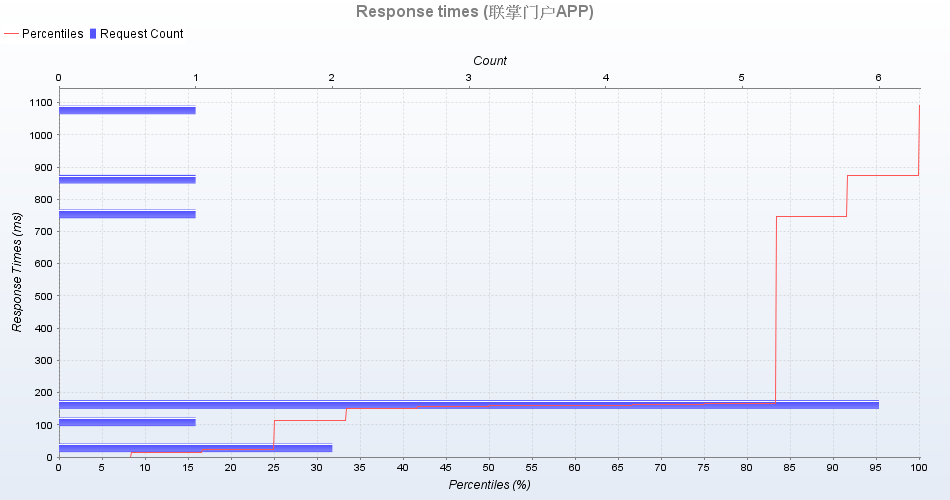 Response times (联掌门户APP)
Percentiles Request Count
Count
0 1 2 3 4 5 6
1100
1000
900
800
700
600
500
400
300
200
100
0
Response Times (ms)
0 5 10 15 20 25 30 35 40 45 50 55 60 65 70 75 80 85 90 95 100
Percentiles (%)